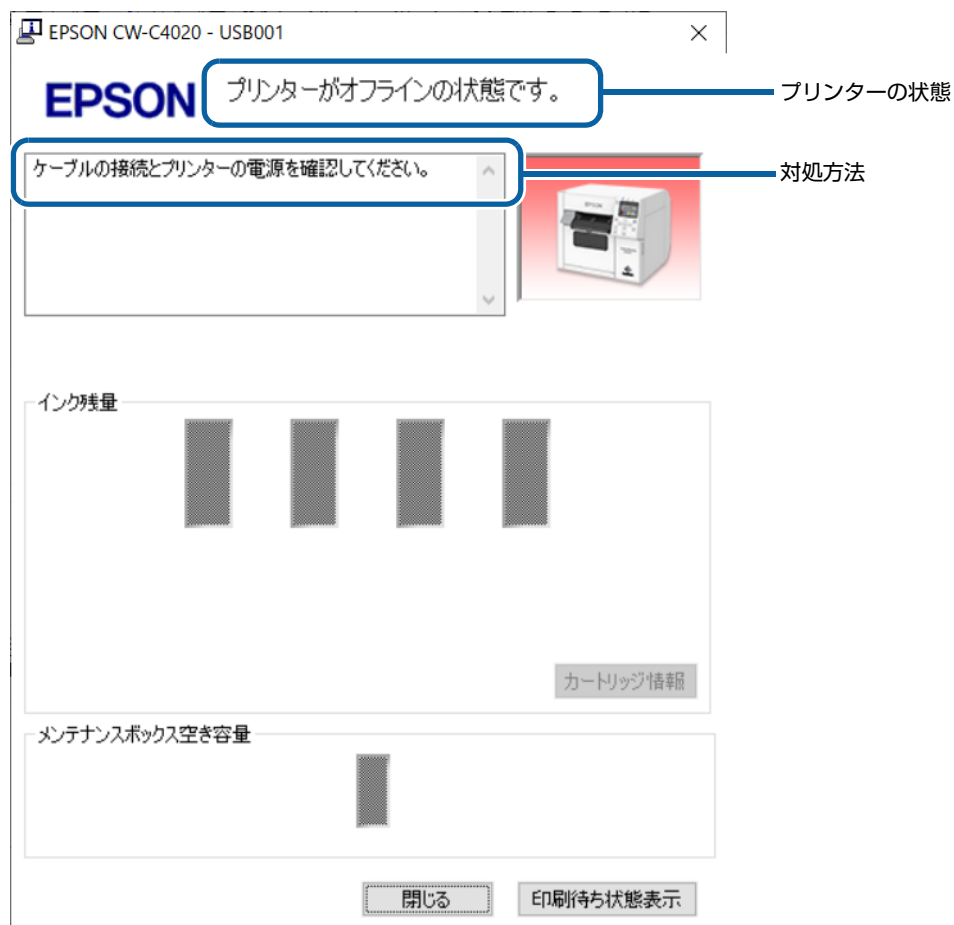 EPSON CW-C4020 - USB001
EPSON
プリンターがオフラインの状態です。
プリンターの状態
ケーブルの接続とプリンターの電源を確認してください。
対処方法
EPSON
インク残量
カートリッジ情報
メンテナンスボックス空き容量
閉じる
印刷待ち状態表示